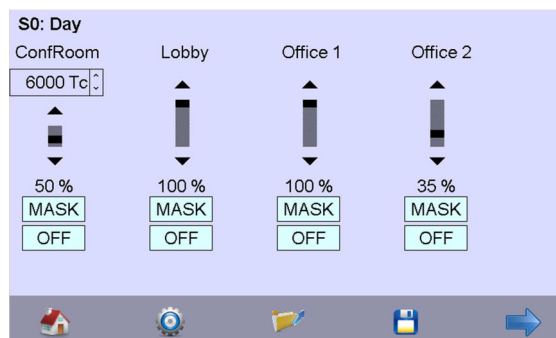 S0: Day
ConfRoom Lobby Office 1 Office 2
6000 Tc
50 % 100 % 100 % 35 %
MASK MASK MASK MASK
OFF OFF OFF OFF